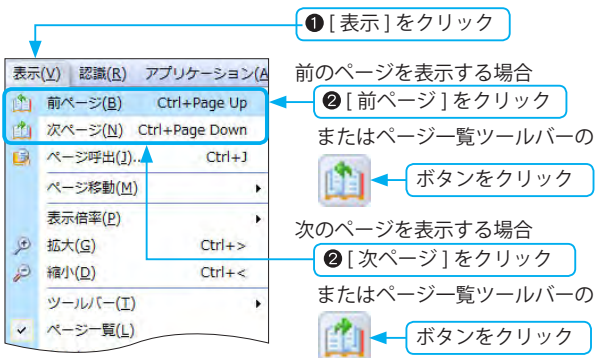 ❶ [ 表示 ] をクリック
表示(V) 認識(R) アプリケーション(A
前ページ(B) Ctrl+Page Up
次ページ(N) Ctrl+Page Down
ページ呼出(J)... Ctrl+J
ページ移動(M)
表示倍率(P)
拡大(G) Ctrl+>
縮小(D) Ctrl+<
ツールバー(T)
ページ一覧(L)
前のページを表示する場合
❷ [ 前ページ ] をクリック
またはページ一覧ツールバーの
ボタンをクリック
次のページを表示する場合
❷ [ 次ページ ] をクリック
またはページ一覧ツールバーの
ボタンをクリック